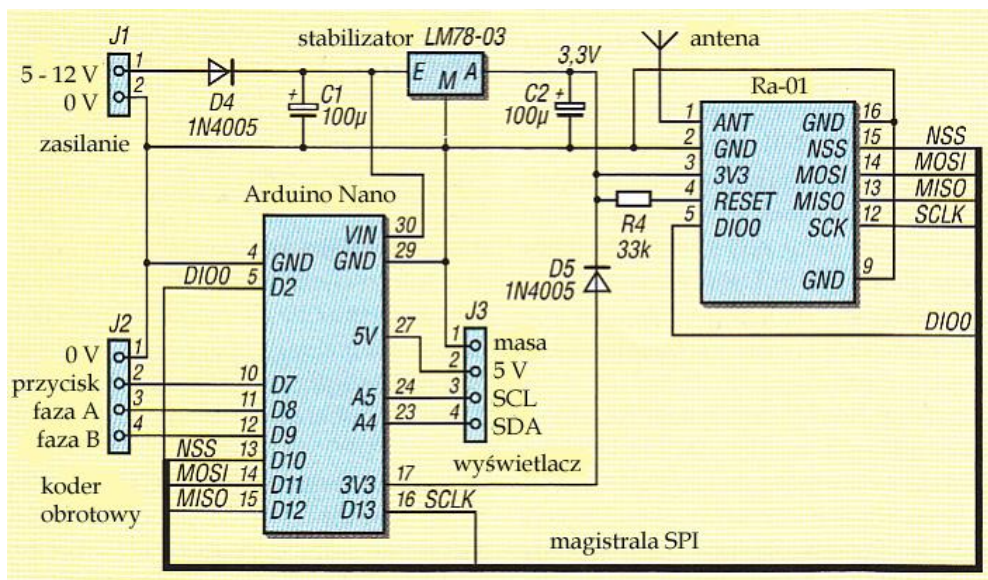 J1
1
5 - 12 V
2
0 V
zasilanie
D4
1N4005
+
C1
100µ
stabilizator LM78-03
E M A
C2
+
100µ
3,3V
antena
Ra-01
1 ANT
2 GND
3 3V3
4 RESET
5 DIO0
GND 16
NSS 15 NSS
MOSI 14 MOSI
MISO 13 MISO
SCK 12 SCLK
GND 9
R4
33k
D5
1N4005
DIO0
Arduino Nano
VIN 30
4 GND
GND 29
DIO0 5 D2
5V 27
10 D7
11 D8
12 D9
A5 24
A4 23
NSS 13 D10
MOSI 14 D11
MISO 15 D12
3V3 17
D13 16 SCLK
J2
0 V 1
przycisk 2
faza A 3
faza B 4
koder
obrotowy
J3
1 masa
2 5 V
3 SCL
4 SDA
wyświetlacz
magistrala SPI